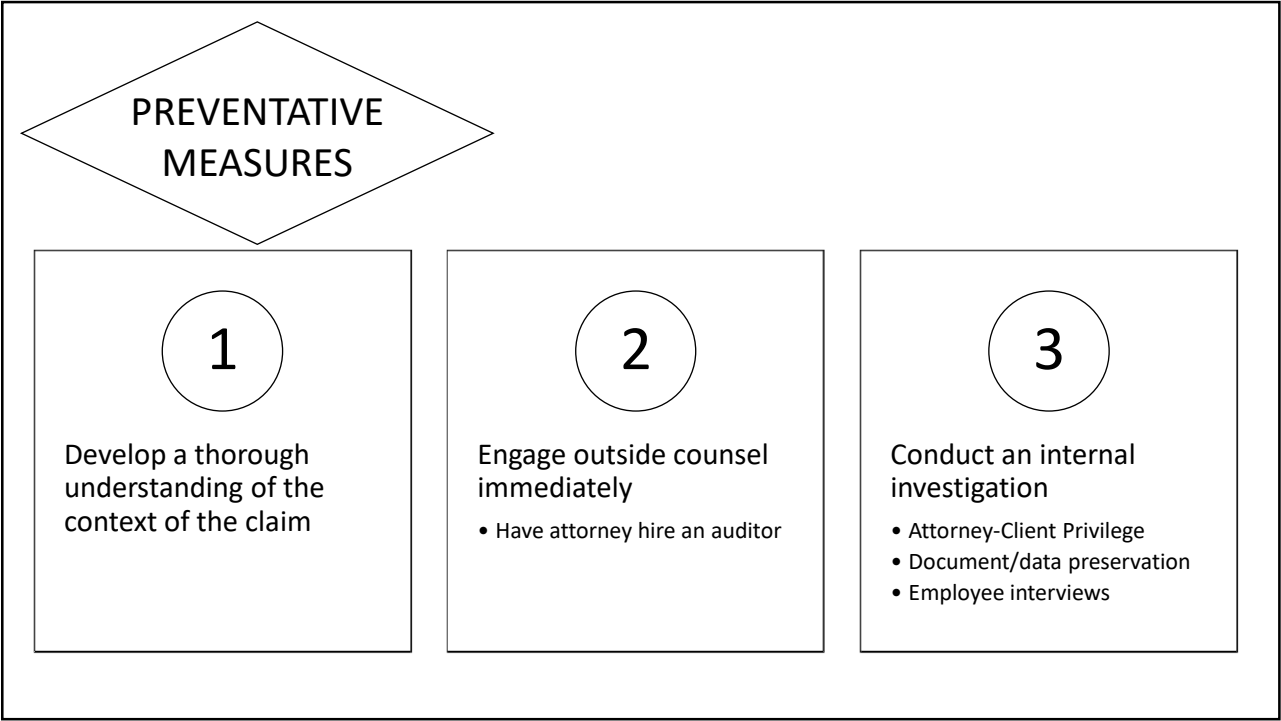 PREVENTATIVE
MEASURES
1
Develop a thorough
understanding of the
context of the claim
2
Engage outside counsel
immediately
• Have attorney hire an auditor
3
Conduct an internal
investigation
• Attorney-Client Privilege
• Document/data preservation
• Employee interviews